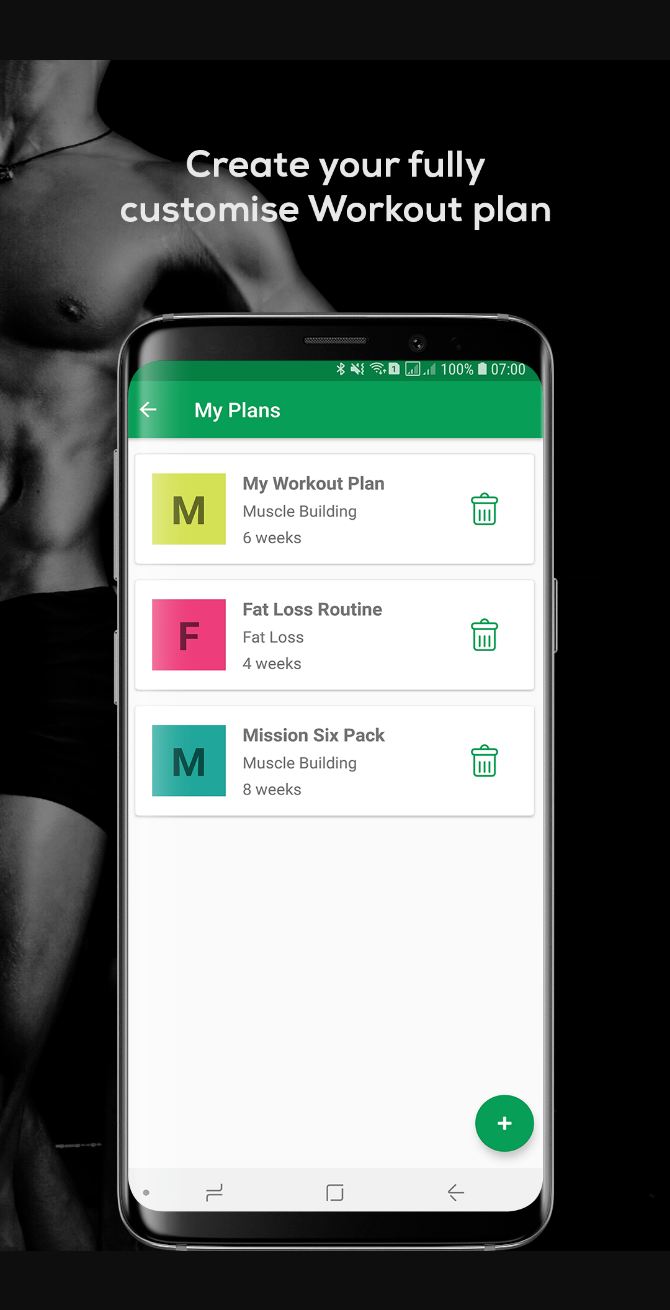 Create your fully
customise Workout plan
1 100% 07:00
My Plans
M
My Workout Plan
Muscle Building
6 weeks
F
Fat Loss Routine
Fat Loss
4 weeks
M
Mission Six Pack
Muscle Building
8 weeks
+